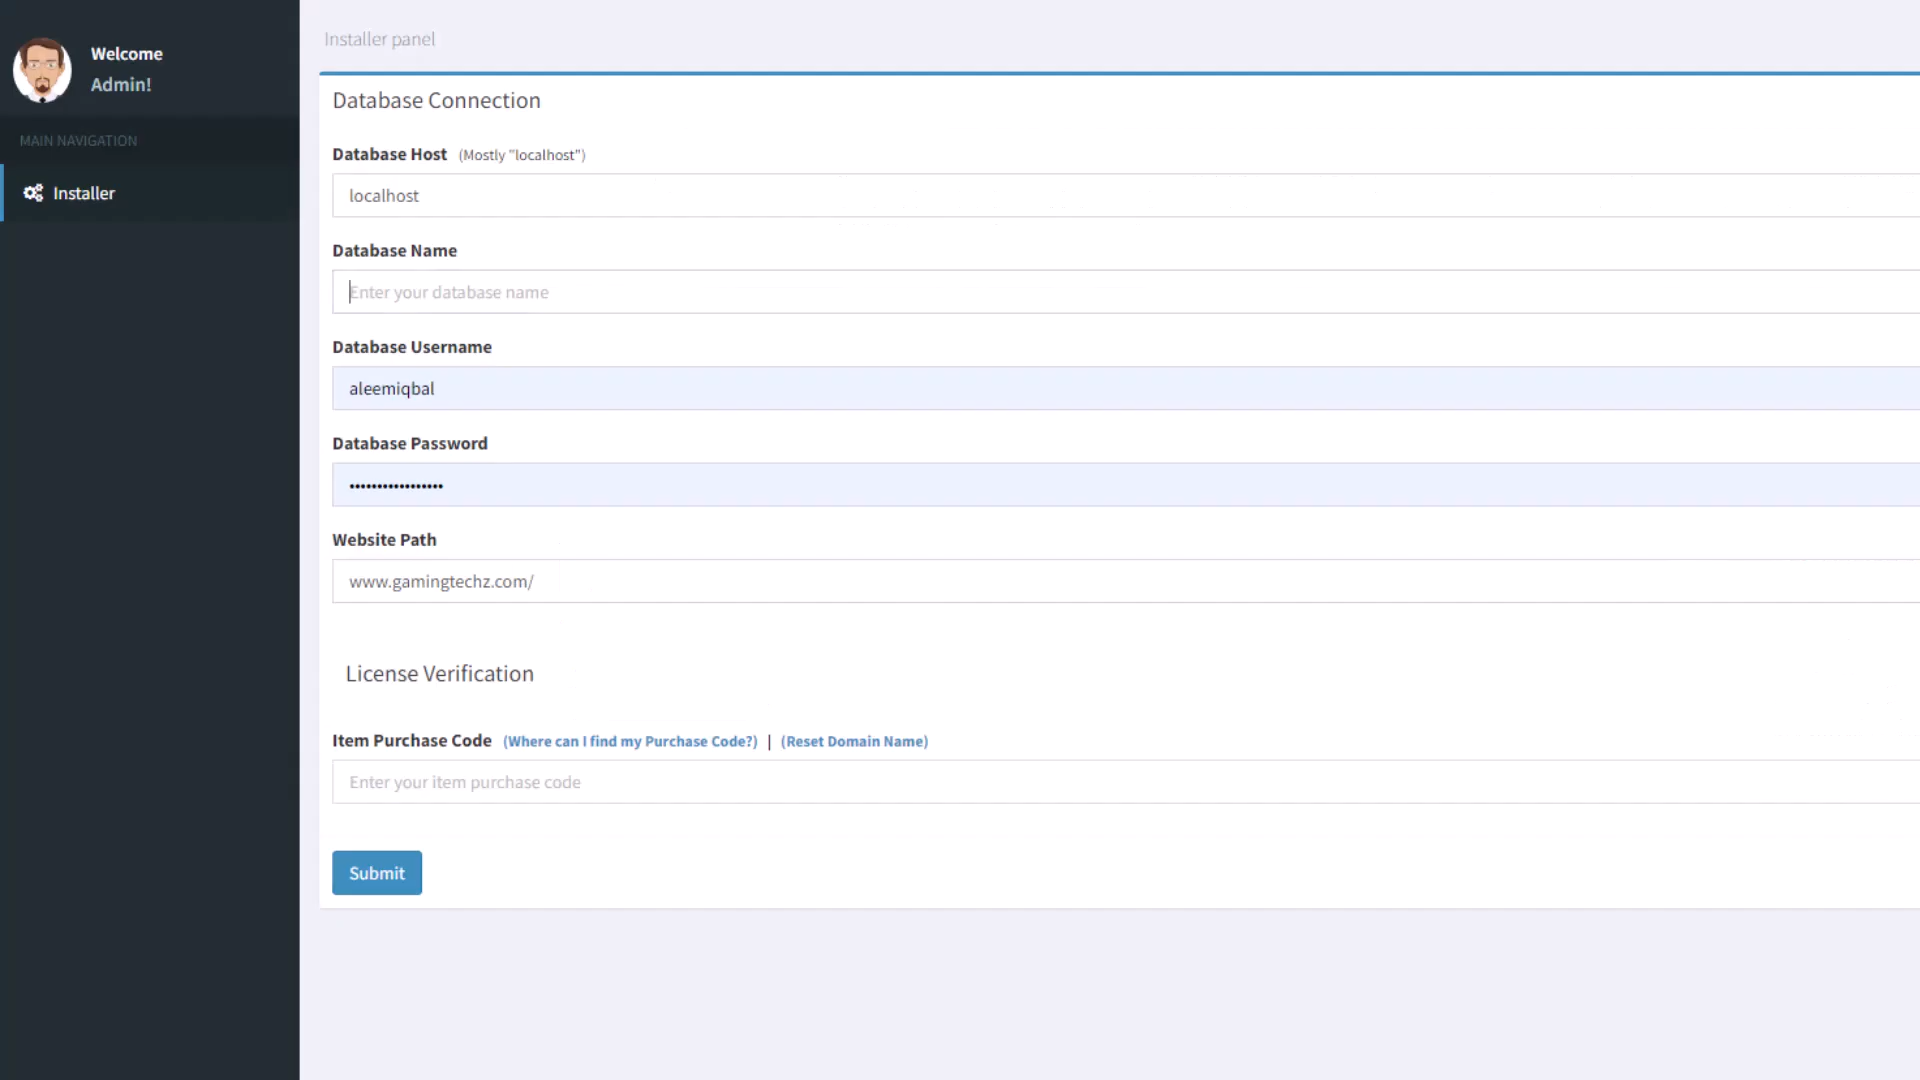 Welcome
Admin!
MAIN NAVIGATION
Installer
Installer panel
Database Connection
Database Host (Mostly "localhost")
localhost
Database Name
Enter your database name
Database Username
aleemiqbal
Database Password
•••••••••••••••••
Website Path
www.gamingtechz.com/
License Verification
Item Purchase Code (Where can I find my Purchase Code?) | (Reset Domain Name)
Enter your item purchase code
Submit